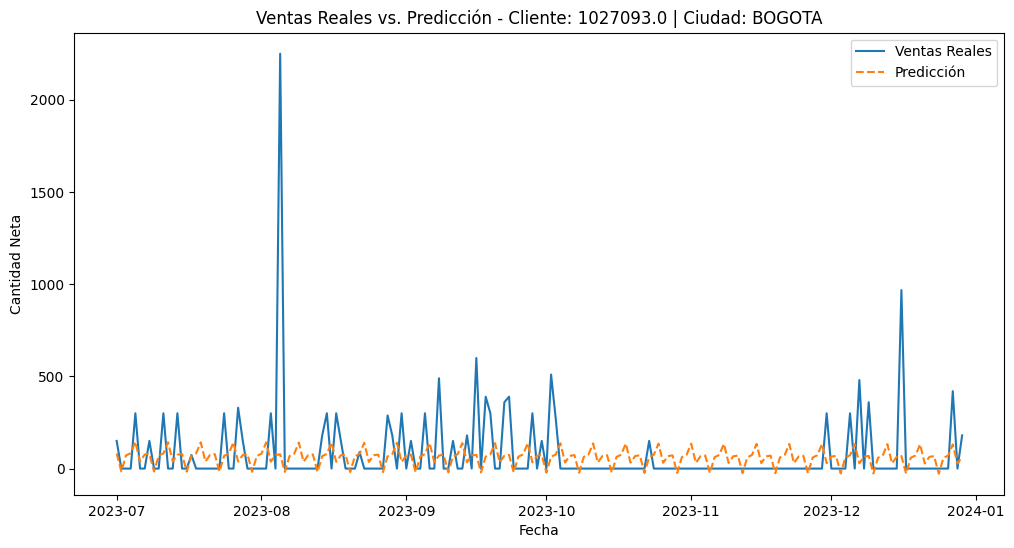 Ventas Reales vs. Predicción - Cliente: 1027093.0 | Ciudad: BOGOTA
Ventas Reales
Predicción
2000
1500
1000
500
0
Cantidad Neta
2023-07 2023-08 2023-09 2023-10 2023-11 2023-12 2024-01
Fecha